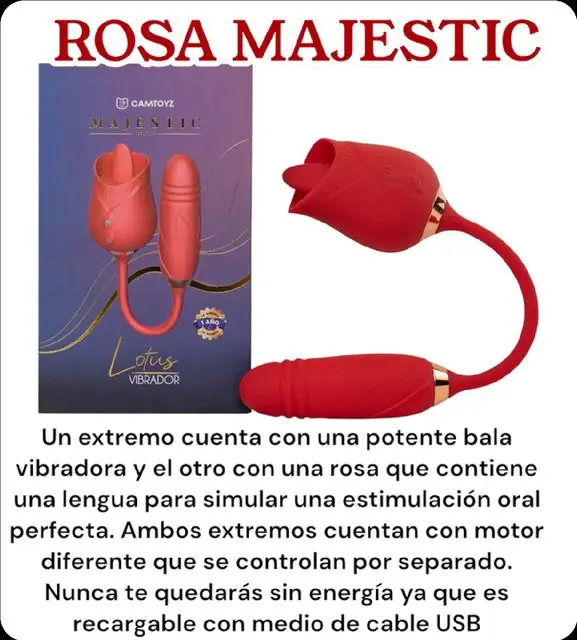 ROSA MAJESTIC
CAMTOYZ
MAJESTIC
1 AÑO
Lotus
VIBRADOR
Un extremo cuenta con una potente bala
vibradora y el otro con una rosa que contiene
una lengua para simular una estimulación oral
perfecta. Ambos extremos cuentan con motor
diferente que se controlan por separado.
Nunca te quedarás sin energía ya que es
recargable con medio de cable USB